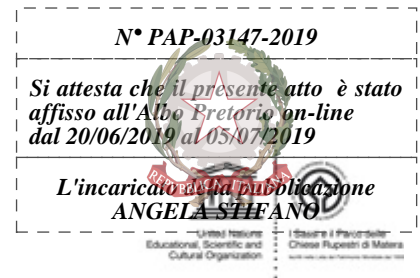 N° PAP-03147-2019
Si attesta che il presente atto è stato
affisso all'Albo Pretorio on-line
dal 20/06/2019 al 05/07/2019
L'incaricato della pubblicazione
ANGELA STIFANO
REPVBBLICA ITALIANA
United Nations
Educational, Scientific and
Cultural Organization
I Sassi e il Parco delle
Chiese Rupestri di Matera